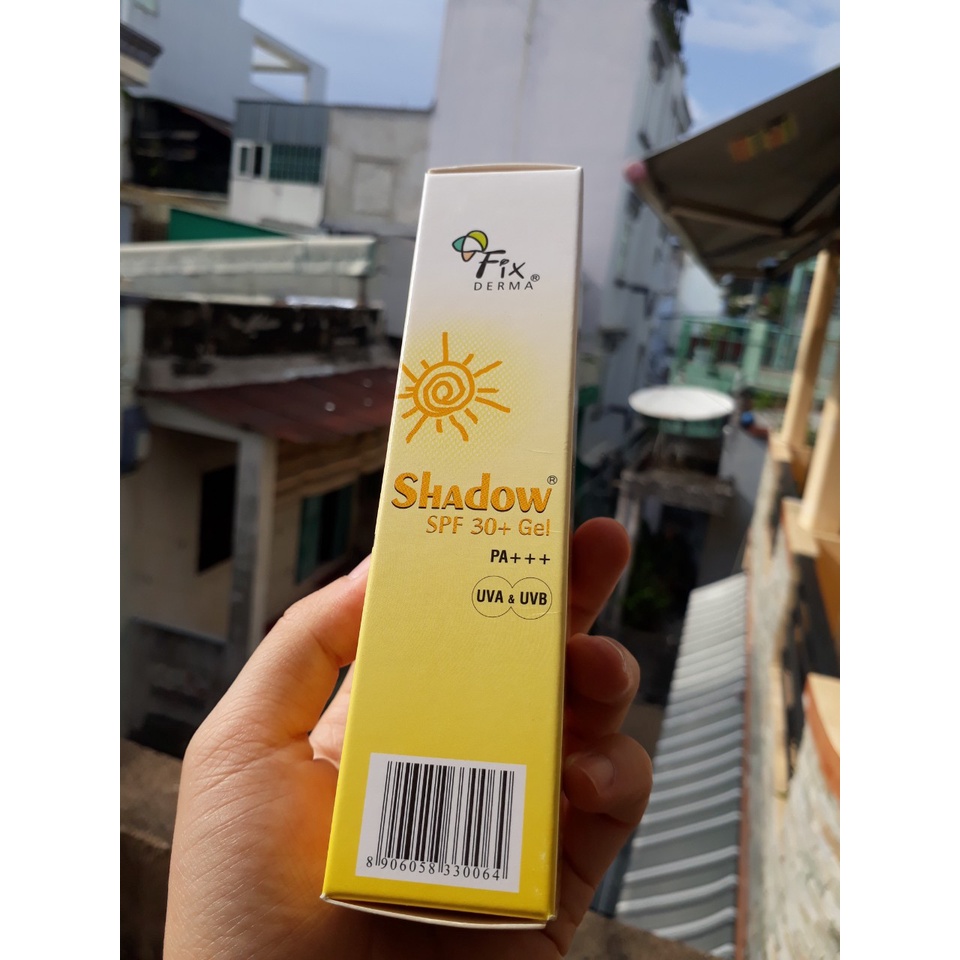 Fix®
DERMA
SHAdOW®
SPF 30+ Gel
PA+++
UVA & UVB
8 906058 330064